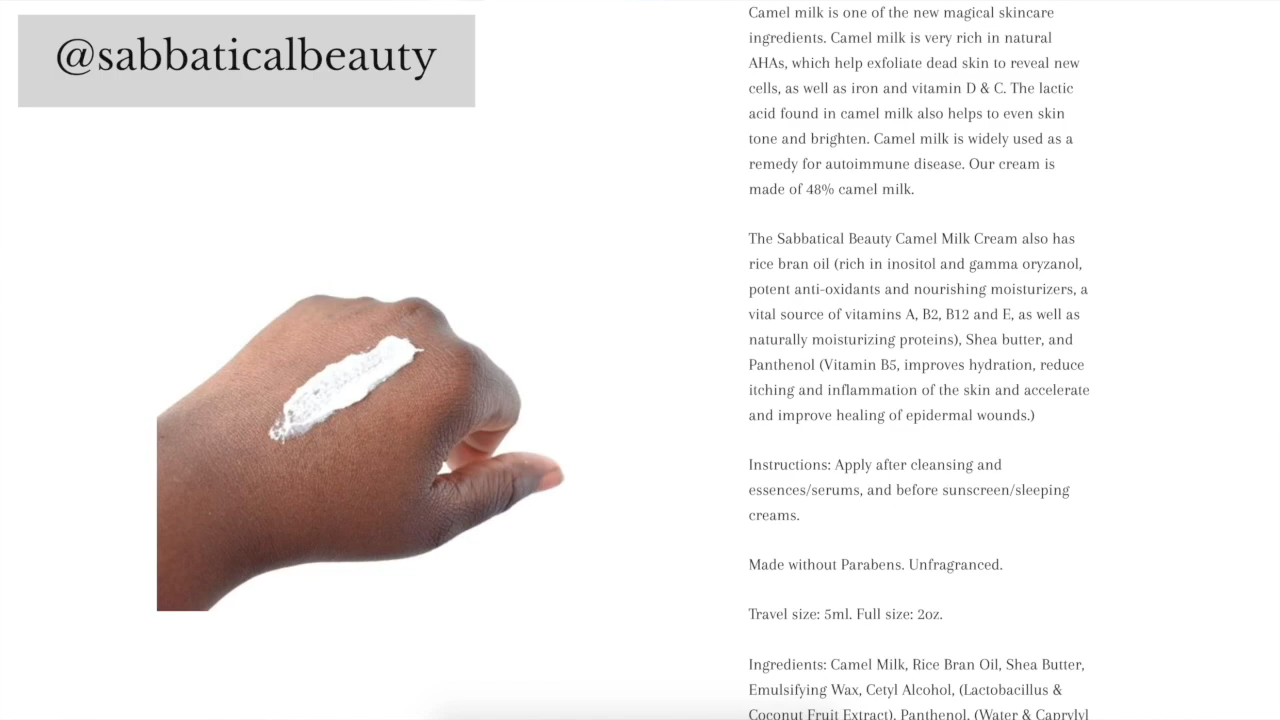 @sabbaticalbeauty
Camel milk is one of the new magical skincare
ingredients. Camel milk is very rich in natural
AHAs, which help exfoliate dead skin to reveal new
cells, as well as iron and vitamin D & C. The lactic
acid found in camel milk also helps to even skin
tone and brighten. Camel milk is widely used as a
remedy for autoimmune disease. Our cream is
made of 48% camel milk.
The Sabbatical Beauty Camel Milk Cream also has
rice bran oil (rich in inositol and gamma oryzanol,
potent anti-oxidants and nourishing moisturizers, a
vital source of vitamins A, B2, B12 and E, as well as
naturally moisturizing proteins), Shea butter, and
Panthenol (Vitamin B5, improves hydration, reduce
itching and inflammation of the skin and accelerate
and improve healing of epidermal wounds.)
Instructions: Apply after cleansing and
essences/serums, and before sunscreen/sleeping
creams.
Made without Parabens. Unfragranced.
Travel size: 5ml. Full size: 2oz.
Ingredients: Camel Milk, Rice Bran Oil, Shea Butter,
Emulsifying Wax, Cetyl Alcohol, (Lactobacillus &
Coconut Fruit Extract), Panthenol, (Water & Caprylyl